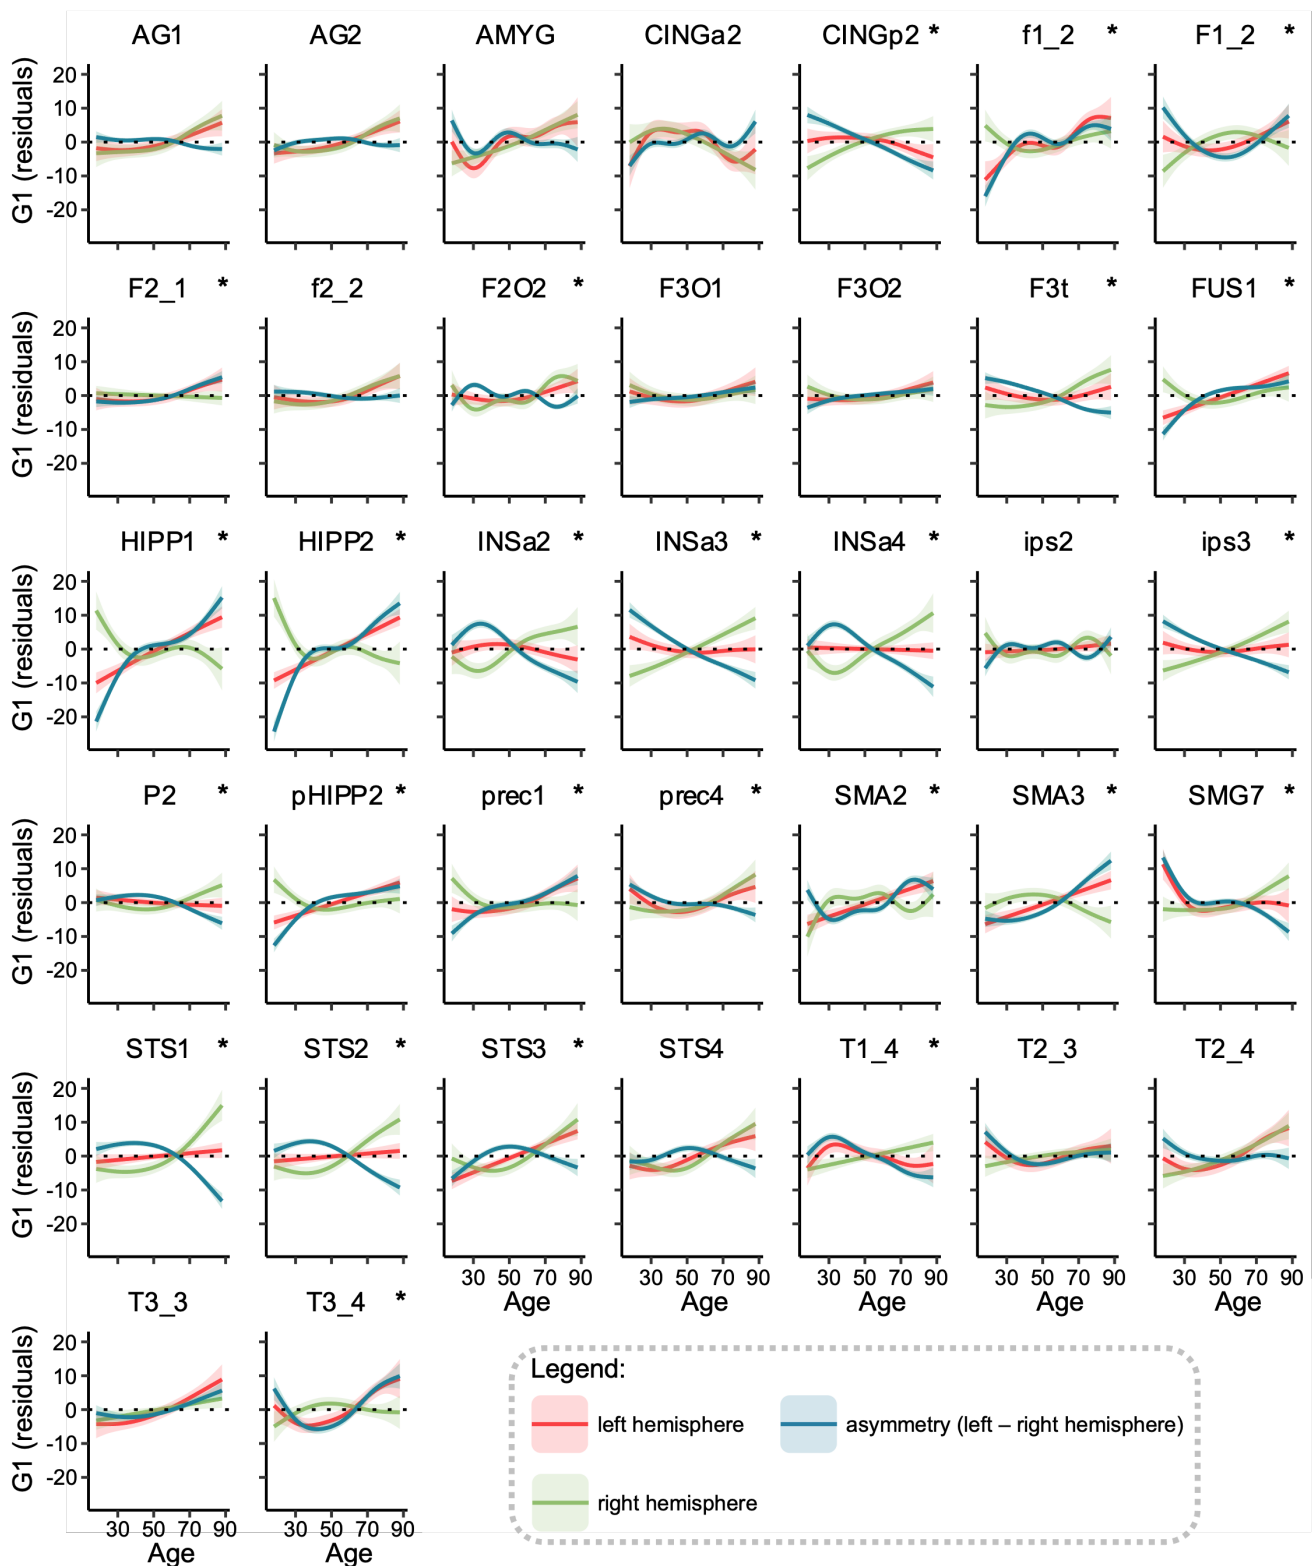 AG1 AG2 AMYG CINGa2 CINGp2 * f1_2 * F1_2 *
G1 (residuals)
20
10
0
-10
-20
F2_1 * f2_2 F2O2 * F3O1 F3O2 F3t * FUS1 *
G1 (residuals)
20
10
0
-10
-20
HIPP1 * HIPP2 * INSa2 * INSa3 * INSa4 * ips2 ips3 *
G1 (residuals)
20
10
0
-10
-20
P2 * pHIPP2 * prec1 * prec4 * SMA2 * SMA3 * SMG7 *
G1 (residuals)
20
10
0
-10
-20
STS1 * STS2 * STS3 * STS4 T1_4 * T2_3 T2_4
G1 (residuals)
20
10
0
-10
-20
30 50 70 90 30 50 70 90 30 50 70 90 30 50 70 90 30 50 70 90
Age Age Age Age Age
T3_3 T3_4 *
G1 (residuals)
20
10
0
-10
-20
30 50 70 90 30 50 70 90
Age Age
Legend:
left hemisphere asymmetry (left – right hemisphere)
right hemisphere